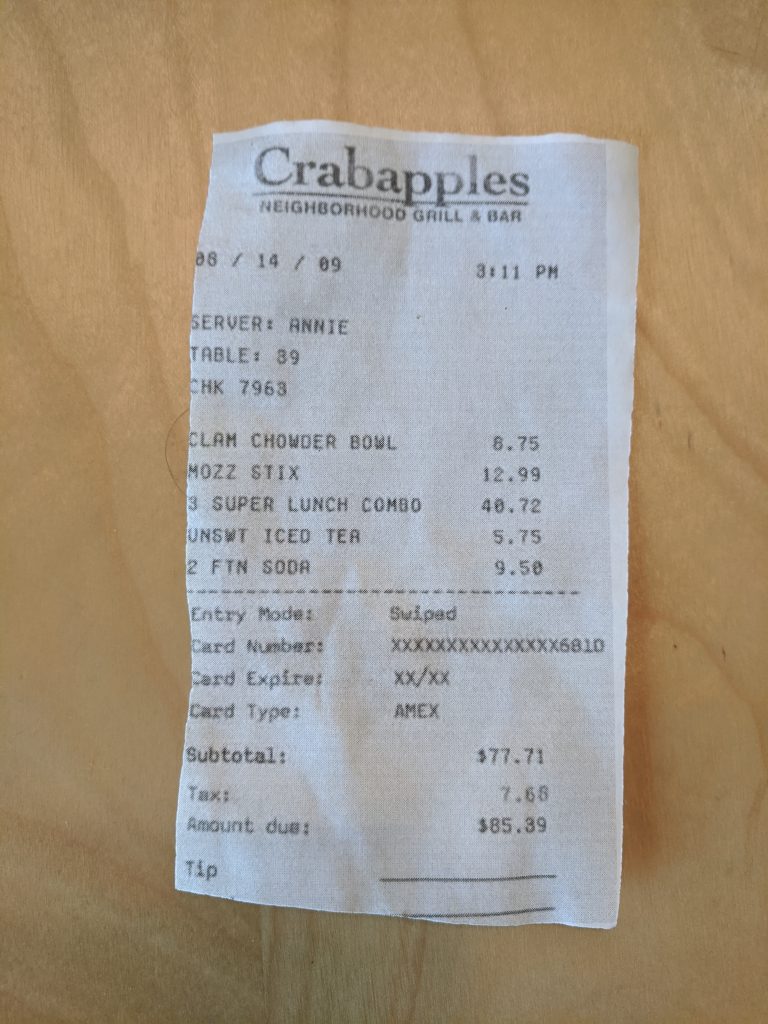 Crabapples
NEIGHBORHOOD GRILL & BAR
08 / 14 / 09 3:11 PM
SERVER: ANNIE
TABLE: 39
CHK 7963
CLAM CHOWDER BOWL 8.75
MOZZ STIX 12.99
3 SUPER LUNCH COMBO 40.72
UNSWT ICED TEA 5.75
2 FTN SODA 9.50
--------------------------------------
Entry Mode: Swiped
Card Number: XXXXXXXXXXXXXXX6810
Card Expire: XX/XX
Card Type: AMEX
Subtotal: $77.71
Tax: 7.68
Amount due: $85.39
Tip